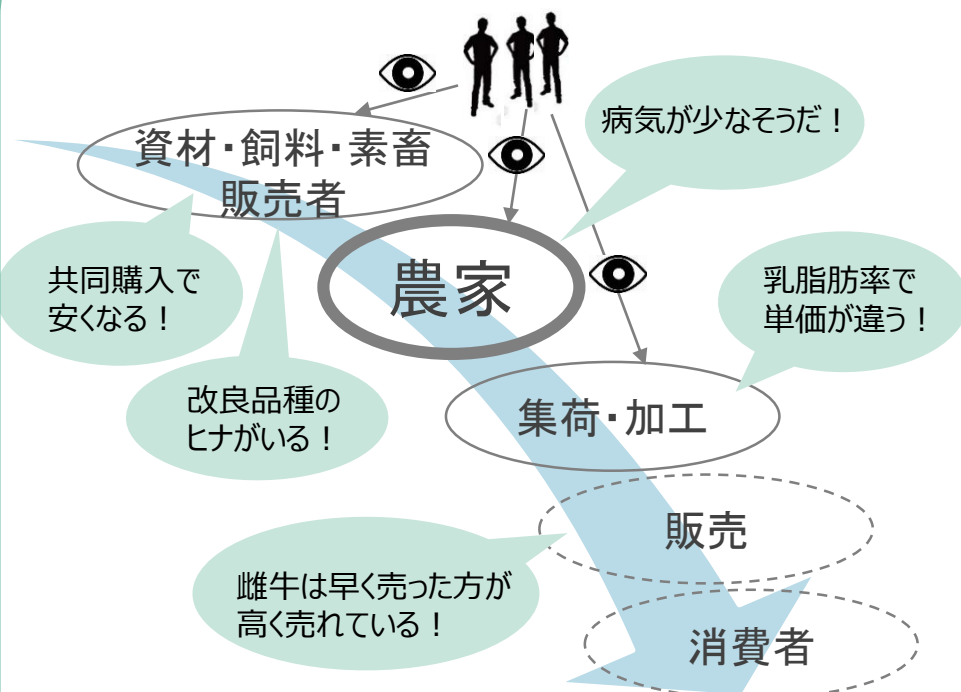 病気が少なそうだ！
資材・飼料・素畜
販売者
共同購入で
安くなる！
農家
乳脂肪率で
単価が違う！
改良品種の
ヒナがいる！
集荷・加工
販売
雌牛は早く売った方が
高く売れている！
消費者